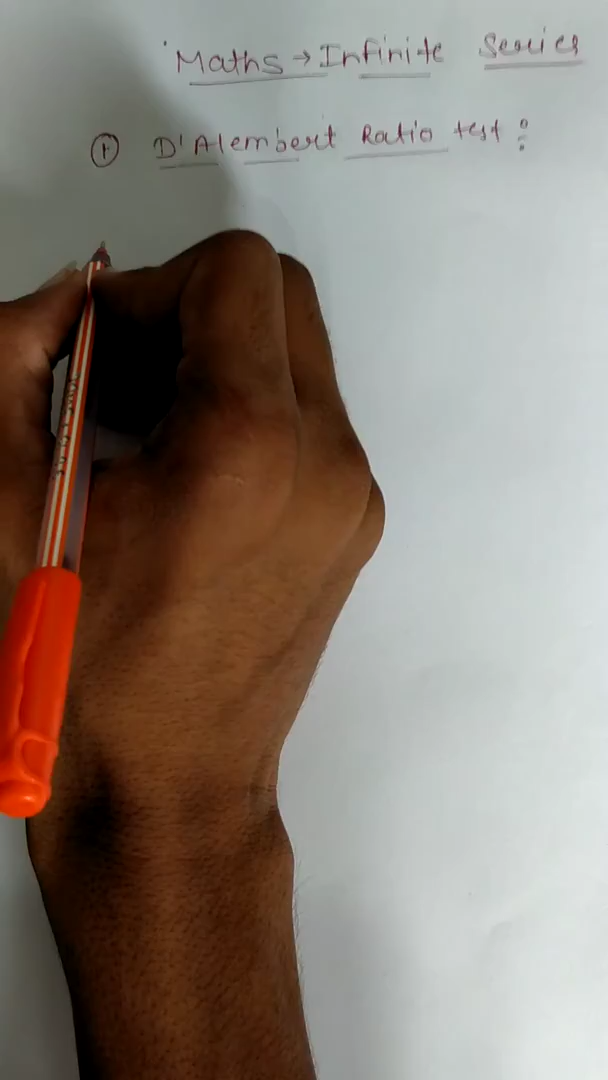 Maths → Infinite Series
① D'Alembert Ratio test :